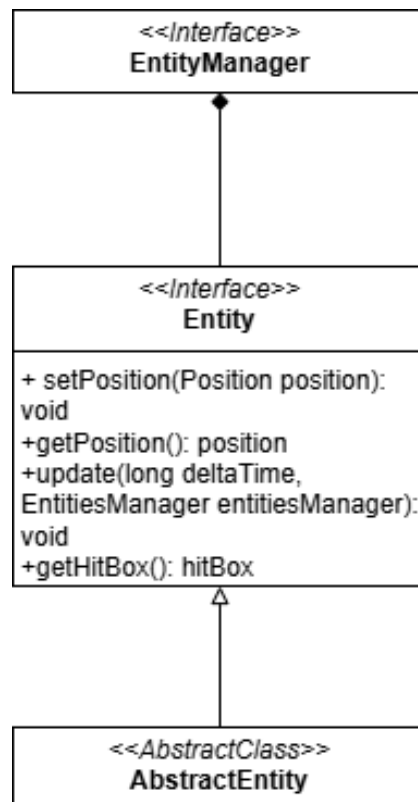 <<Interface>>
EntityManager
<<Interface>>
Entity
+ setPosition(Position position):
void
+getPosition(): position
+update(long deltaTime,
EntitiesManager entitiesManager):
void
+getHitBox(): hitBox
<<AbstractClass>>
AbstractEntity